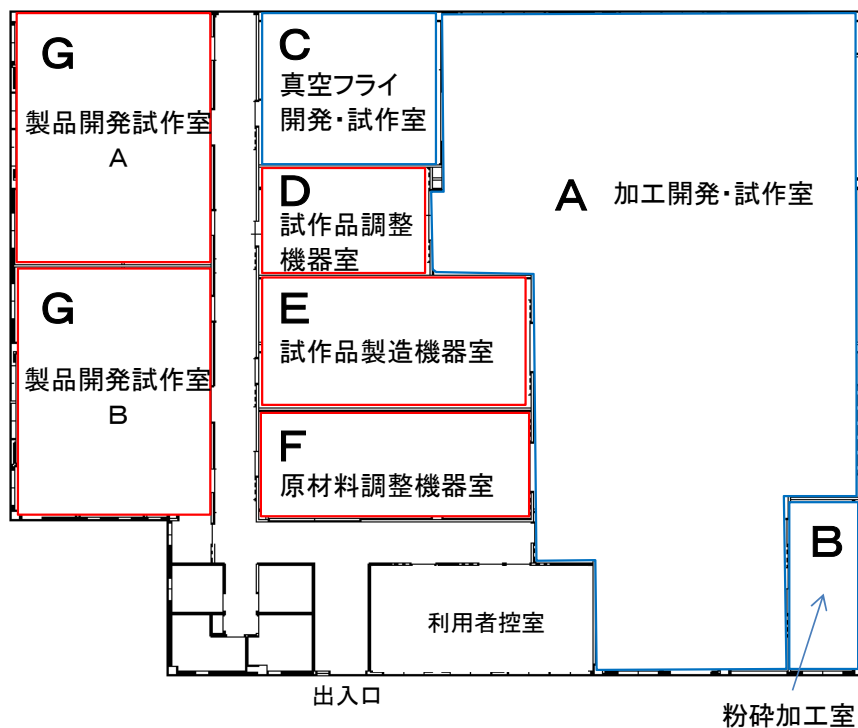 G
製品開発試作室
A
C
真空フライ
開発・試作室
D
試作品調整
機器室
A 加工開発・試作室
G
製品開発試作室
B
E
試作品製造機器室
F
原材料調整機器室
B
利用者控室
出入口
粉砕加工室